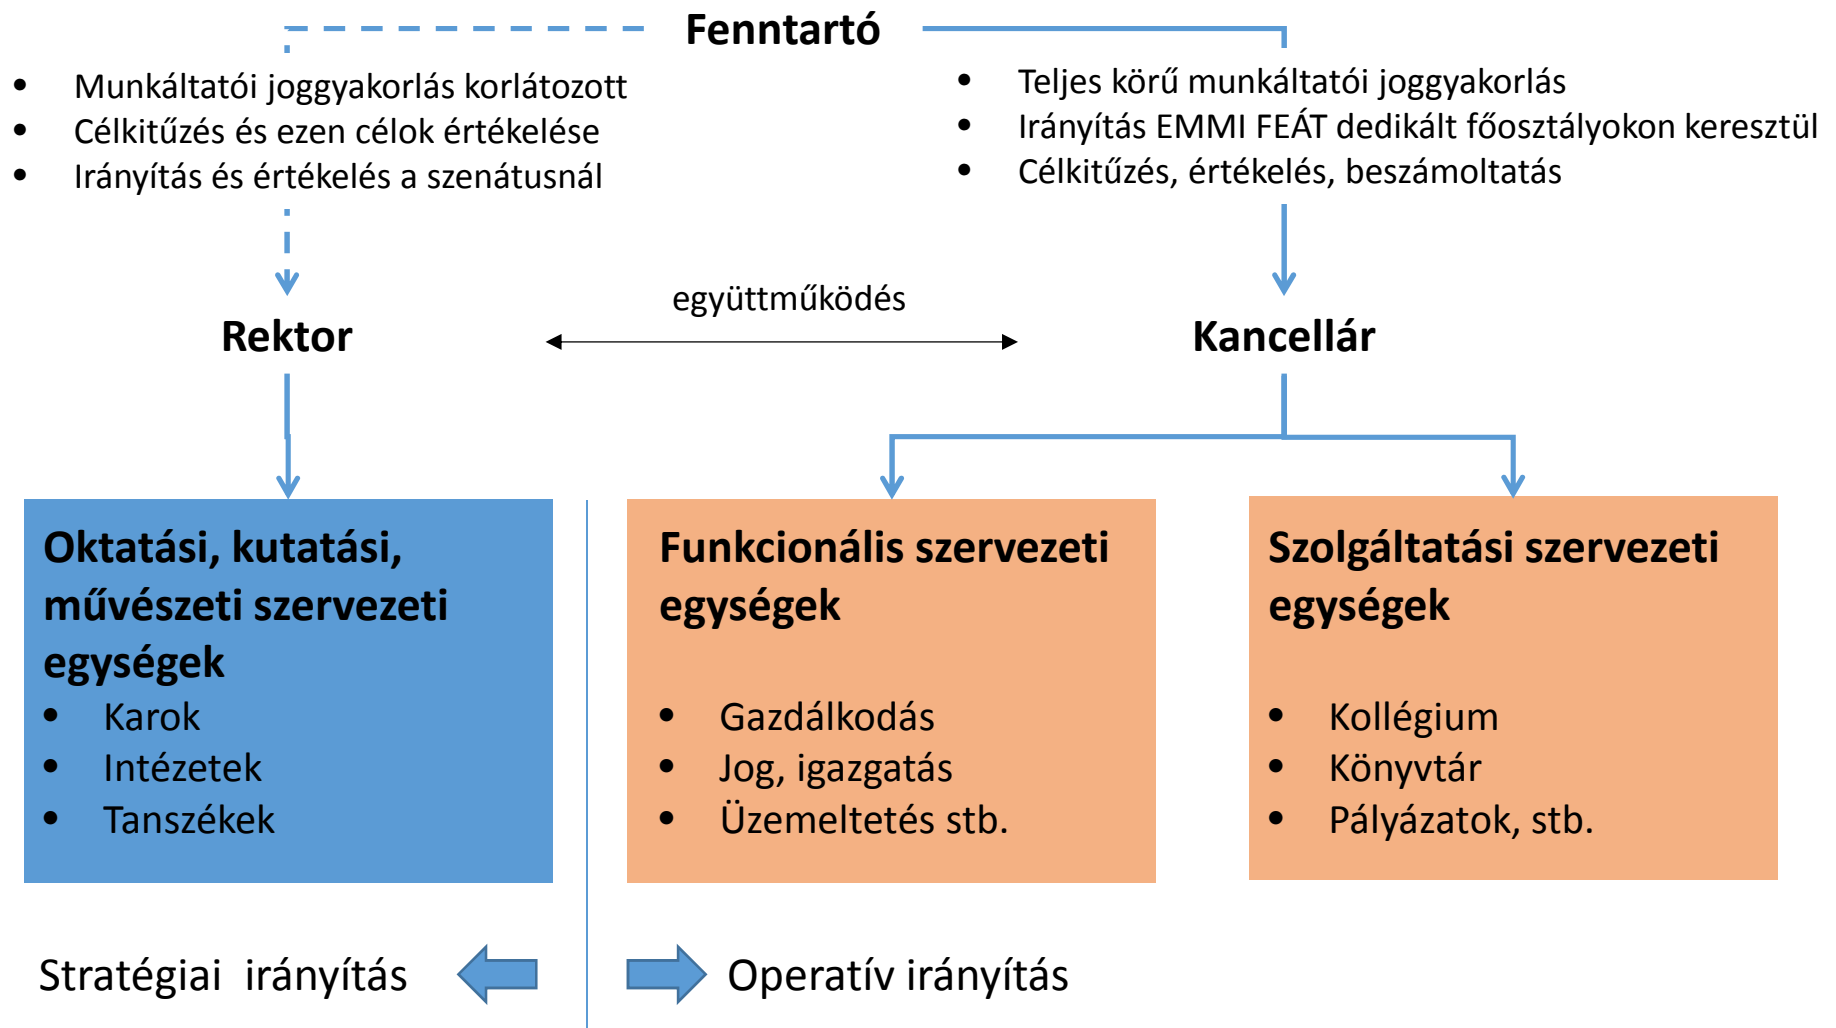 Fenntartó
• Munkáltatói joggyakorlás korlátozott
• Célkitűzés és ezen célok értékelése
• Irányítás és értékelés a szenátusnál
• Teljes körű munkáltatói joggyakorlás
• Irányítás EMMI FEÁT dedikált főosztályokon keresztül
• Célkitűzés, értékelés, beszámoltatás
együttműködés
Rektor
Kancellár
Oktatási, kutatási,
művészeti szervezeti
egységek
• Karok
• Intézetek
• Tanszékek
Funkcionális szervezeti
egységek
• Gazdálkodás
• Jog, igazgatás
• Üzemeltetés stb.
Szolgáltatási szervezeti
egységek
• Kollégium
• Könyvtár
• Pályázatok, stb.
Stratégiai irányítás
Operatív irányítás